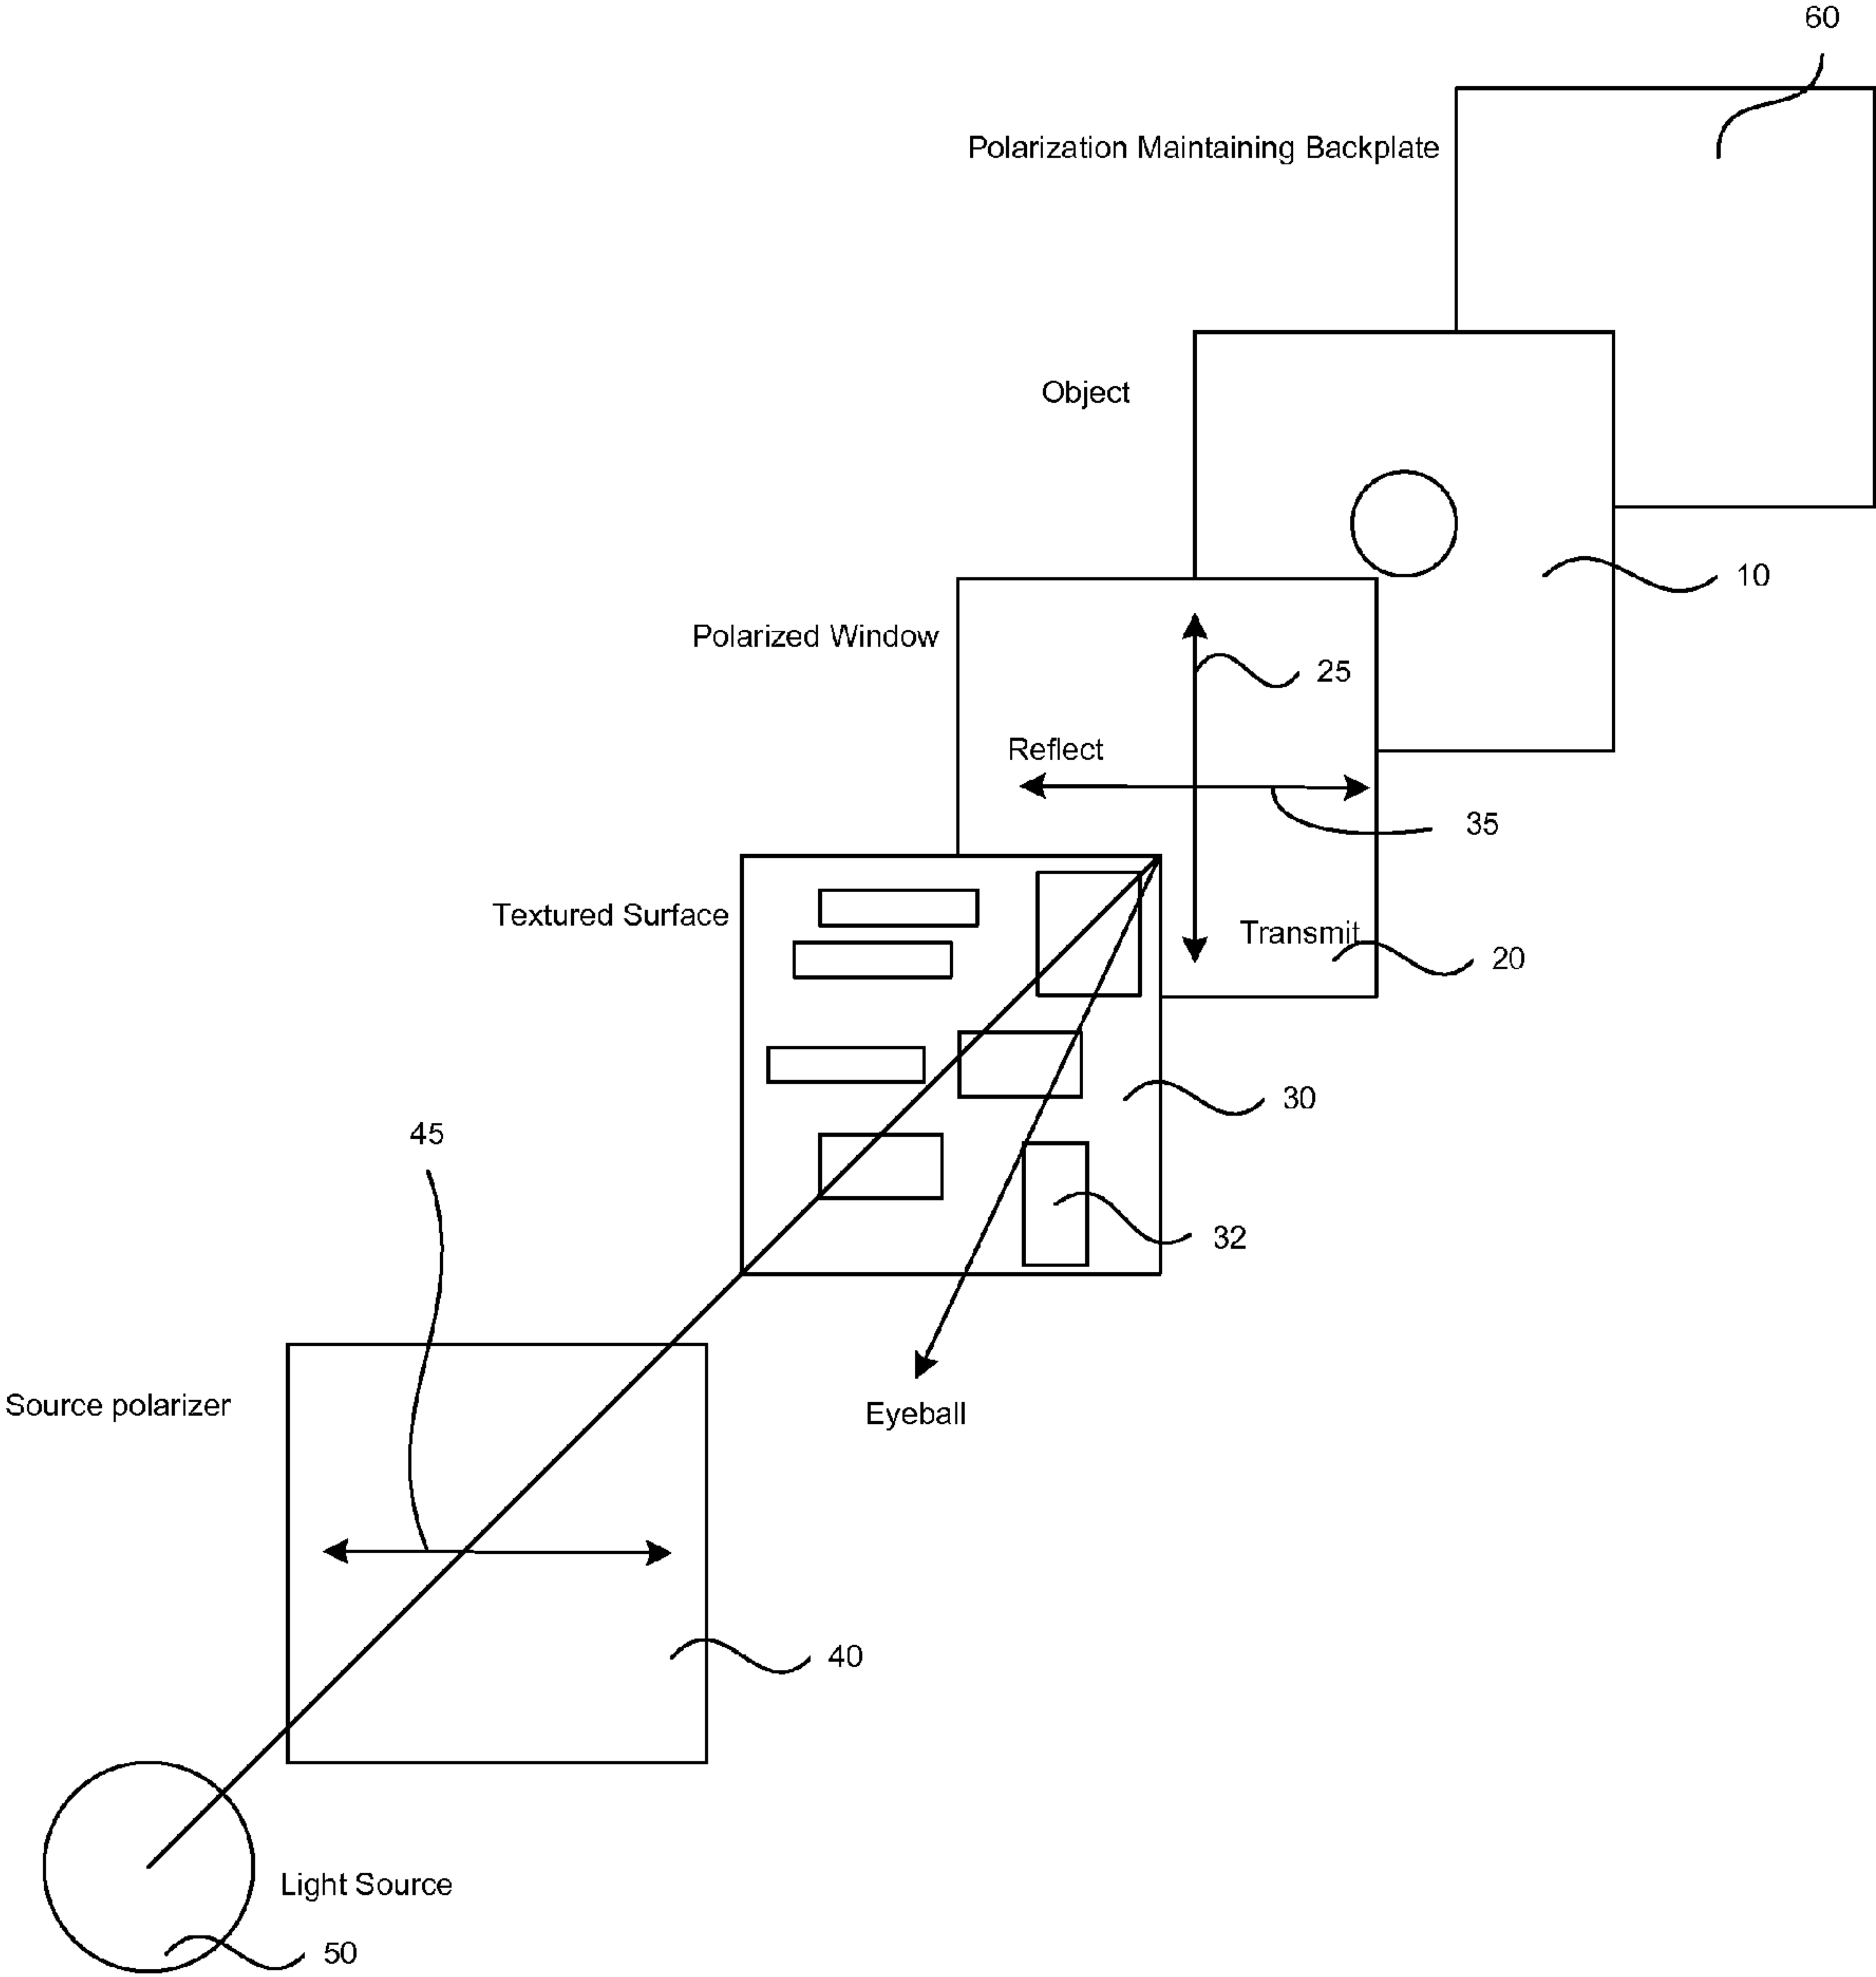 60
Polarization Maintaining Backplate
Object
10
Polarized Window
25
Reflect
35
Textured Surface
Transmit
20
30
45
32
Source polarizer
Eyeball
40
Light Source
50